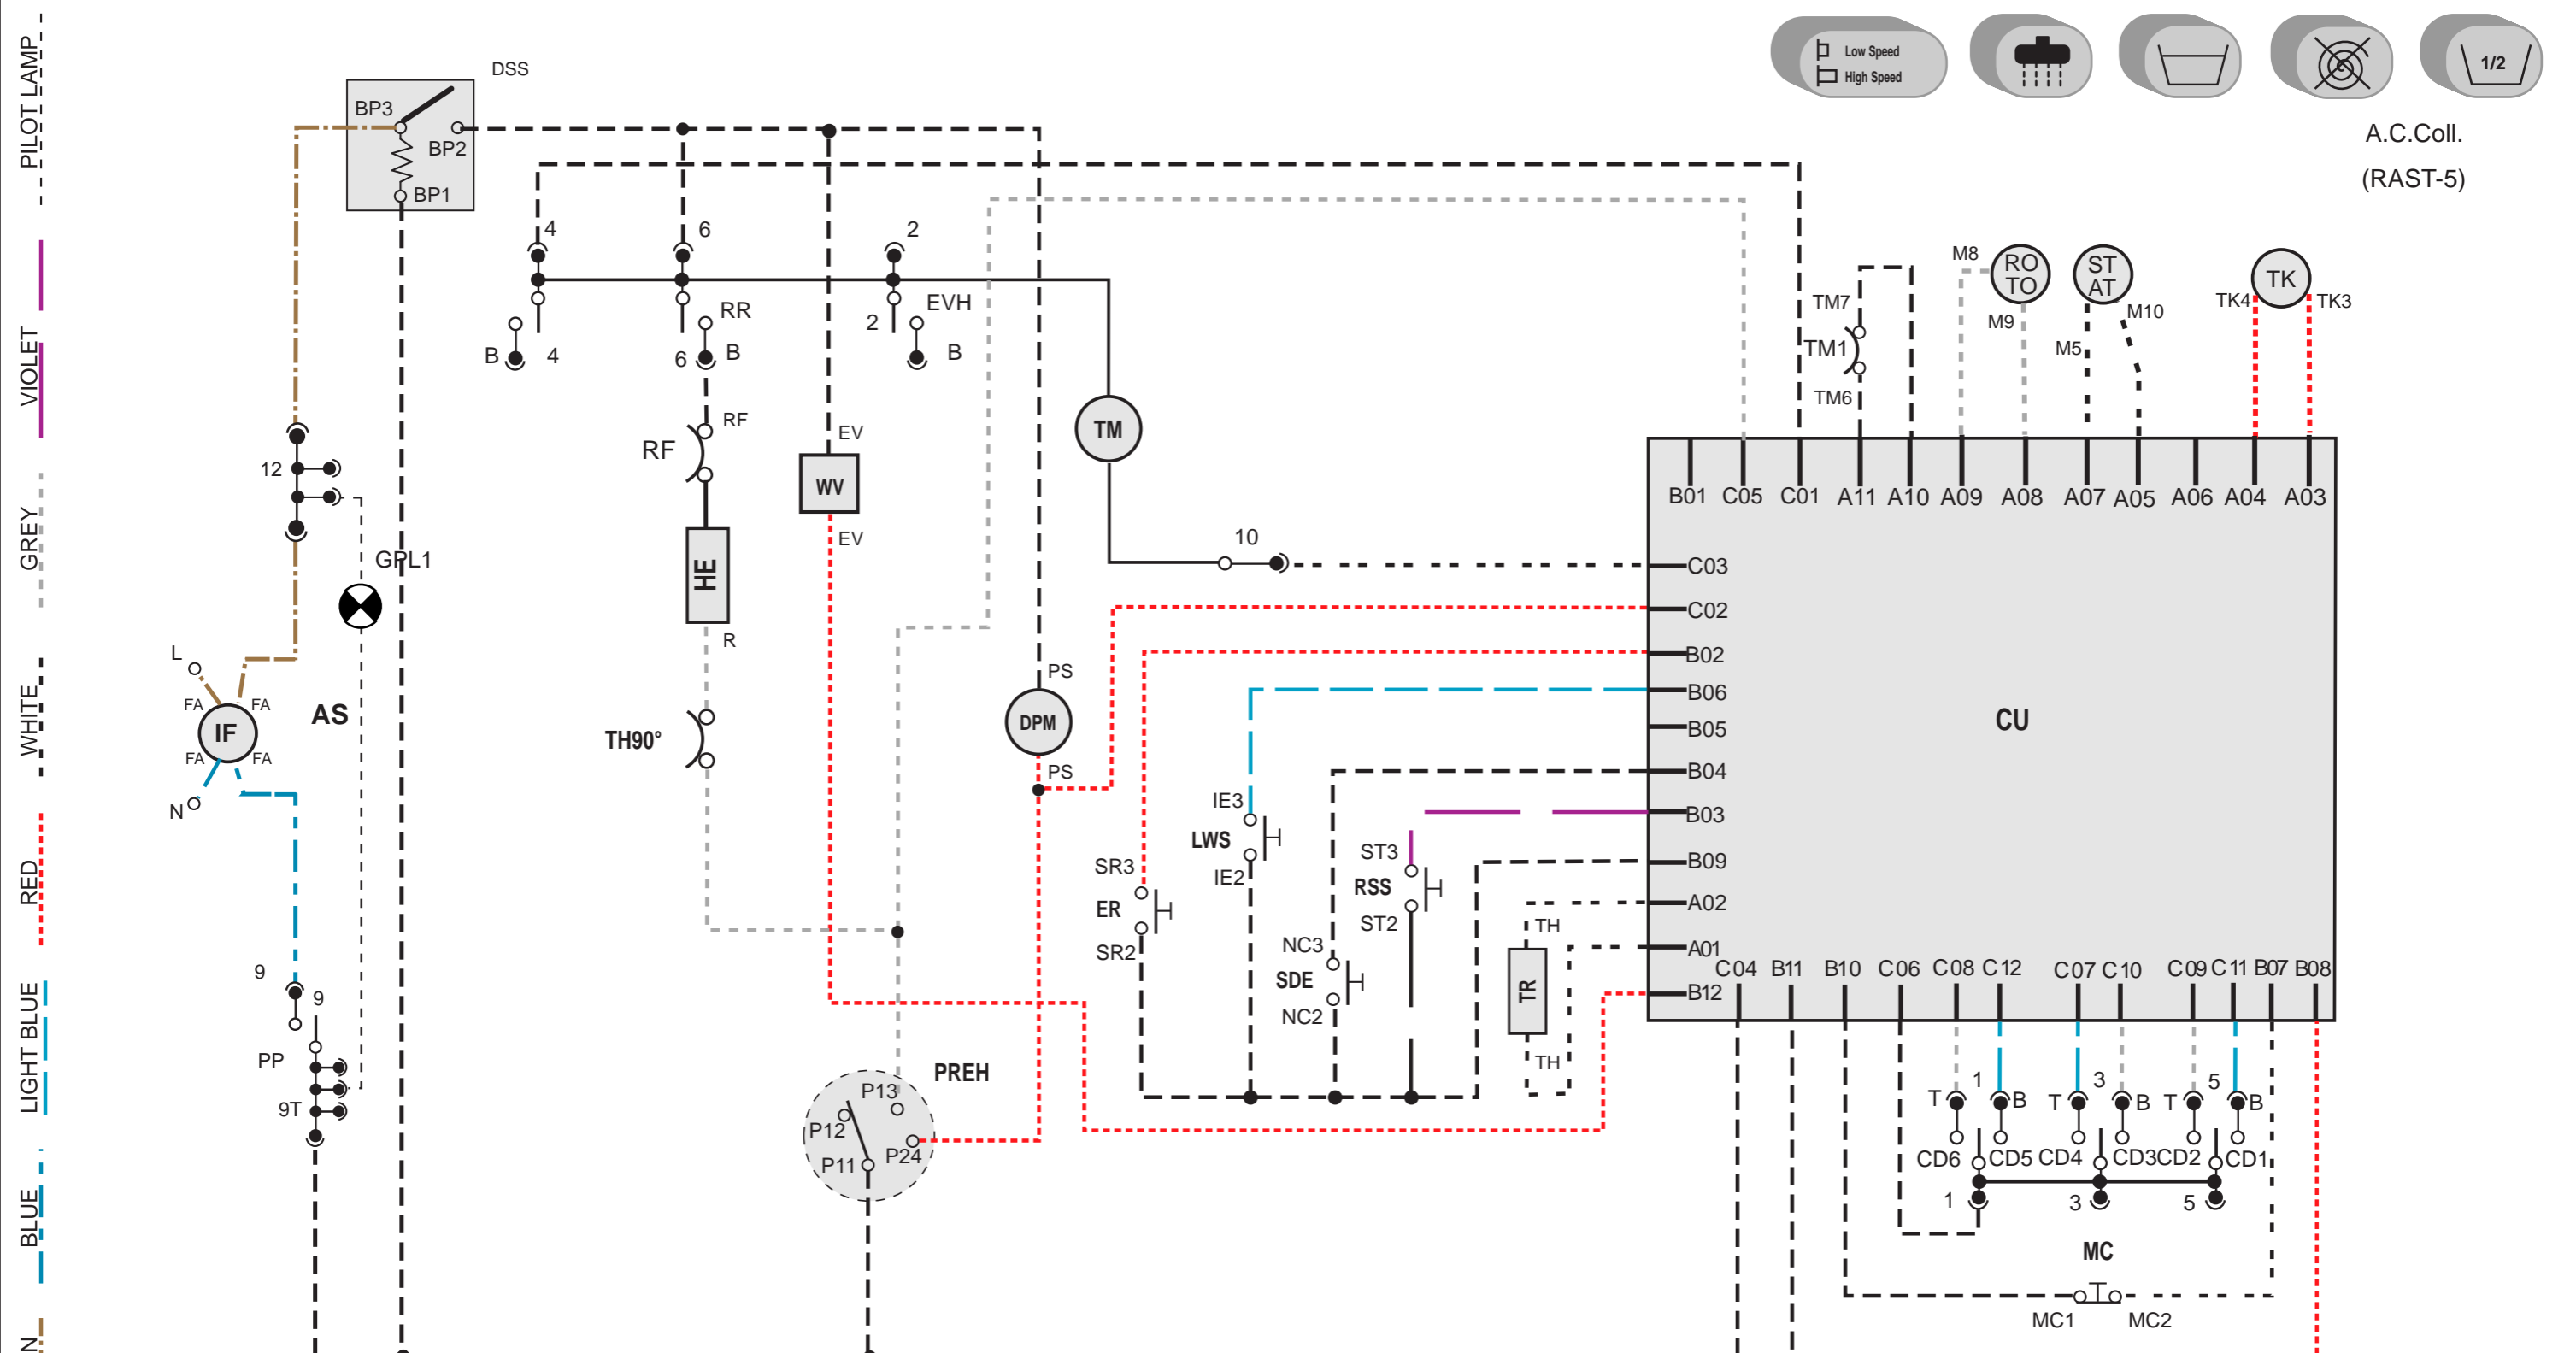 PILOT LAMP
VIOLET
GREY
WHITE
RED
LIGHT BLUE
BLUE
N
Low Speed
High Speed
1/2
A.C.Coll.
(RAST-5)
DSS
BP3
BP2
BP1
4
6
2
RR
EVH
2
B
4
6
B
B
12
GPL1
L
FA
FA
IF
FA
FA
N
AS
9
9
PP
9T
RF
RF
HE
R
TH90°
EV
WV
EV
TM
10
PS
DPM
PS
PREH
P13
P12
P11
P24
SR3
ER
SR2
IE3
LWS
IE2
NC3
SDE
NC2
ST3
RSS
ST2
TH
TR
TH
TM7
TM1
TM6
M8
RO
TO
M9
ST
AT
M10
M5
TK
TK4
TK3
B01
C05
C01
A11
A10
A09
A08
A07
A05
A06
A04
A03
C03
C02
B02
B06
B05
B04
B03
B09
A02
A01
B12
CU
C04
B11
B10
C06
C08
C12
C07
C10
C09
C11
B07
B08
T
1
B
T
3
B
T
5
B
CD6
CD5
CD4
CD3
CD2
CD1
1
3
5
MC
MC1
MC2